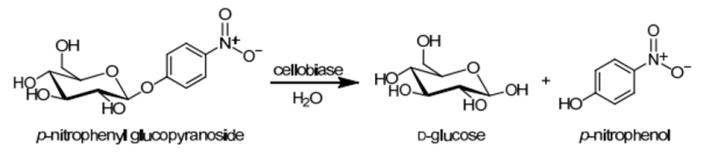 OH
O
HO
HO
HO
O
O
N+
O−
cellobiase
H₂O
OH
O
HO
HO
HO
OH
+
O
N+
O−
HO
p-nitrophenyl glucopyranoside
D-glucose
p-nitrophenol